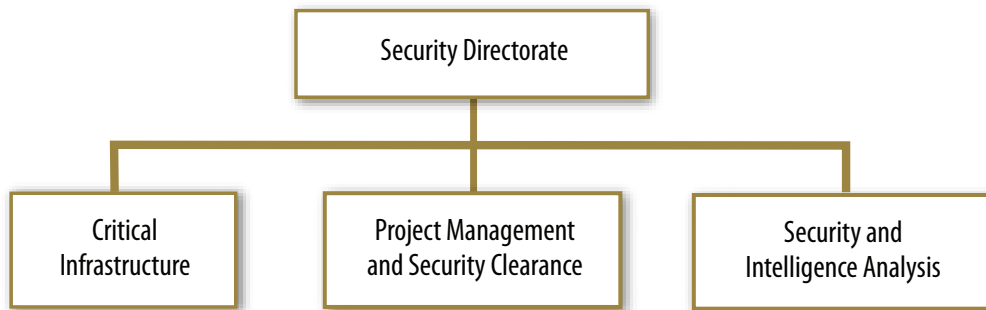 Security Directorate
Critical
Infrastructure
Project Management
and Security Clearance
Security and
Intelligence Analysis